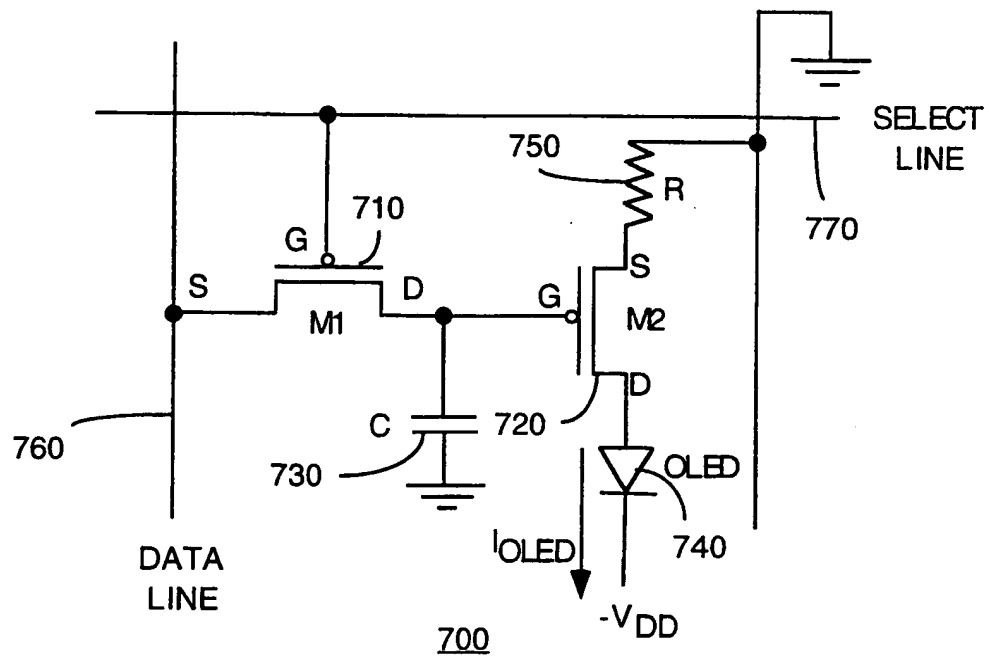 SELECT
LINE
750
R
770
710
G
S
D
M1
G
S
M2
D
C
720
730
760
OLED
740
IOLED
DATA
LINE
-VDD
700